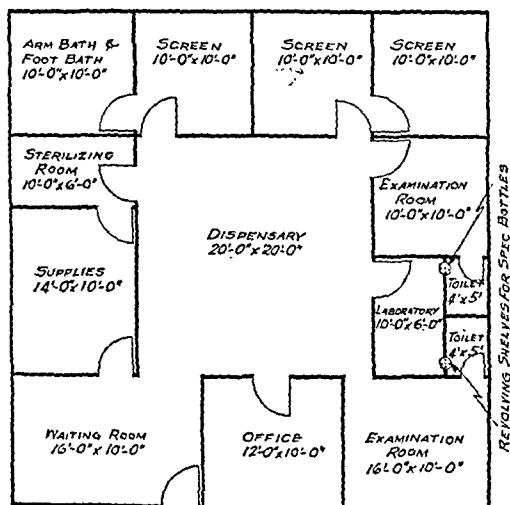 ARM BATH &
FOOT BATH
10'-0"x10'-0"
SCREEN
10'-0"x10'-0"
SCREEN
10'-0"x10'-0"
SCREEN
10'-0"x10'-0"
STERILIZING
ROOM
10'-0"x6'-0"
EXAMINATION
ROOM
10'-0"x10'-0"
DISPENSARY
20'-0"x20'-0"
SUPPLIES
14'-0"x10'-0"
LABORATORY
10'-0"x6'-0"
TOILET
4'x5'
TOILET
4'x5'
REVOLVING SHELVES FOR SPEC BOTTLES
WAITING ROOM
16'-0"x10'-0"
OFFICE
12'-0"x10'-0"
EXAMINATION
ROOM
16'-0"x10'-0"